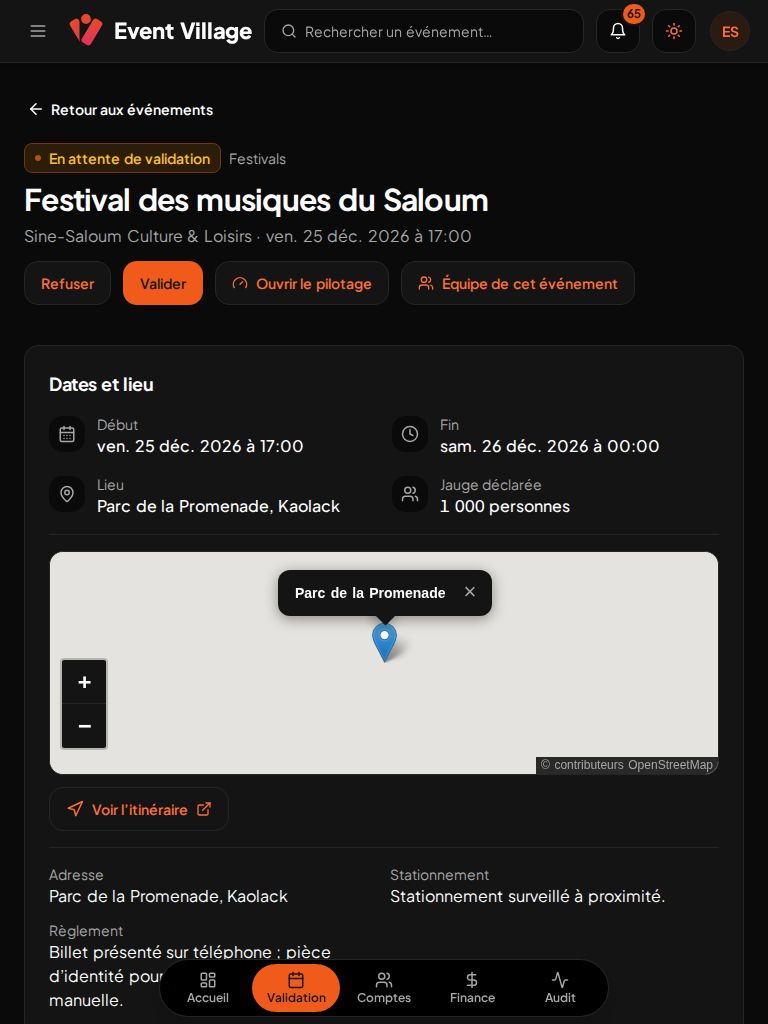 Event Village
Rechercher un événement…
65
ES
Retour aux événements
En attente de validation
Festivals
Festival des musiques du Saloum
Sine-Saloum Culture & Loisirs · ven. 25 déc. 2026 à 17:00
Refuser
Valider
Ouvrir le pilotage
Équipe de cet événement
Dates et lieu
Début
ven. 25 déc. 2026 à 17:00
Fin
sam. 26 déc. 2026 à 00:00
Lieu
Parc de la Promenade, Kaolack
Jauge déclarée
1 000 personnes
Parc de la Promenade ×
+
−
© contributeurs OpenStreetMap
Voir l’itinéraire
Adresse
Parc de la Promenade, Kaolack
Stationnement
Stationnement surveillé à proximité.
Règlement
Billet présenté sur téléphone ; pièce
d’identité pour
manuelle.
Accueil
Validation
Comptes
Finance
Audit